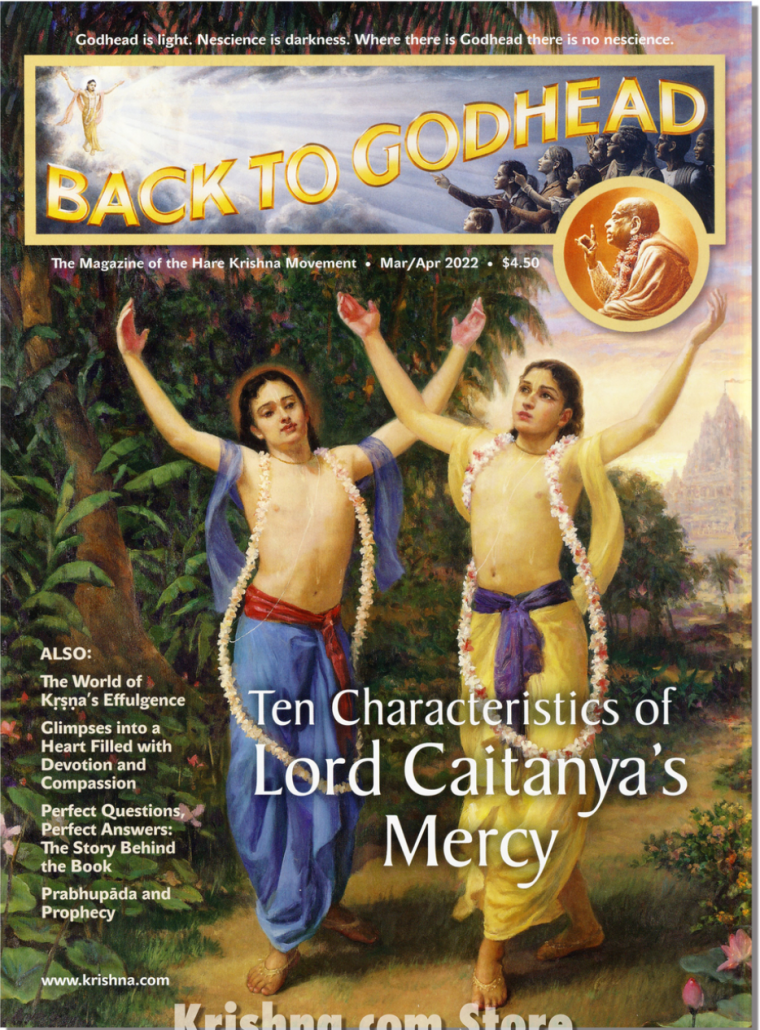 Godhead is light. Nescience is darkness. Where there is Godhead there is no nescience.
BACK TO GODHEAD
The Magazine of the Hare Krishna Movement • Mar/Apr 2022 • $4.50
ALSO:
The World of
Kṛṣṇa's Effulgence
Glimpses into a
Heart Filled with
Devotion and
Compassion
Perfect Questions,
Perfect Answers:
The Story Behind
the Book
Prabhupāda and
Prophecy
Ten Characteristics of
Lord Caitanya's
Mercy
www.krishna.com
Krishna.com Store